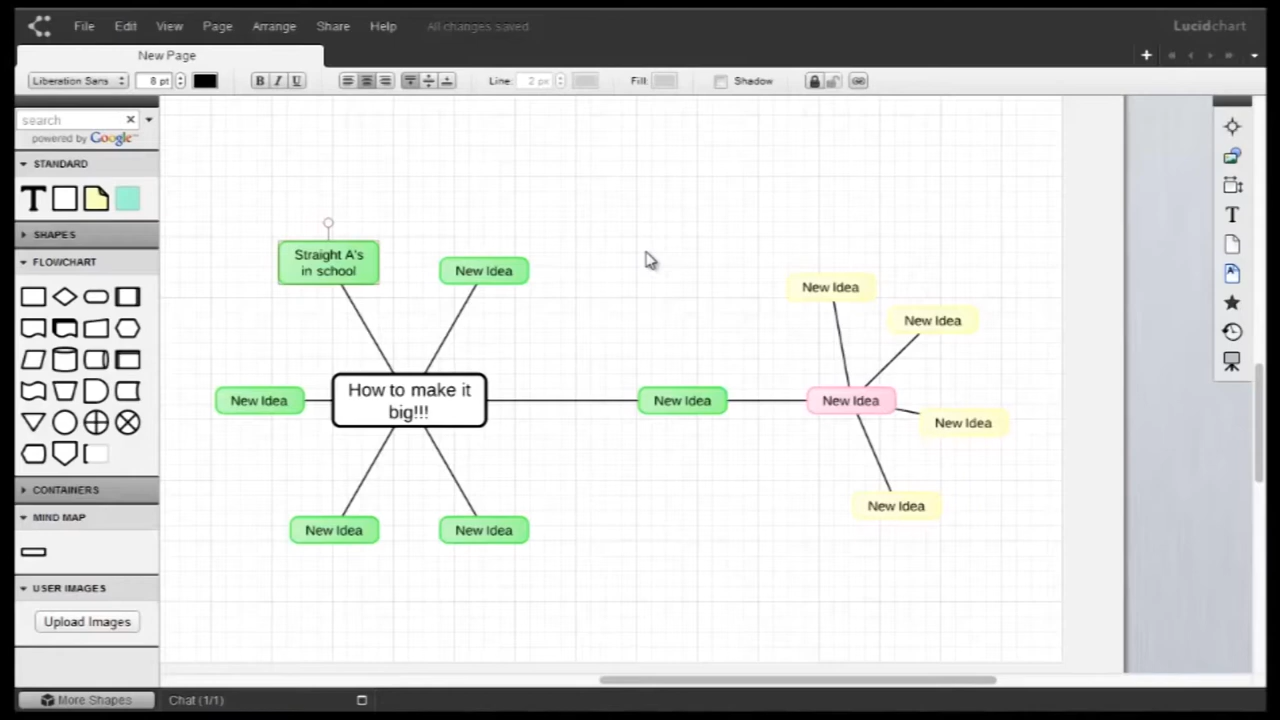 File Edit View Page Arrange Share Help All changes saved Lucidchart
New Page
Liberation Sans 8 pt B I U Line: 2 px Fill: Shadow
search
powered by Google
STANDARD
T
SHAPES
FLOWCHART
CONTAINERS
MIND MAP
USER IMAGES
Upload Images
More Shapes Chat (1/1)
Straight A's
in school
New Idea
New Idea
How to make it
big!!!
New Idea
New Idea
New Idea
New Idea
New Idea
New Idea
New Idea
New Idea
T